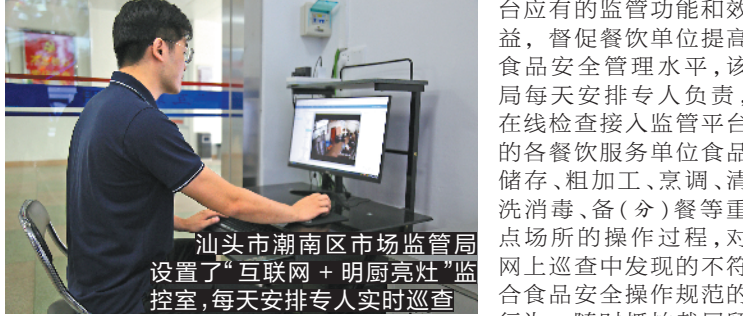 汕头市潮南区市场监管局
设置了“互联网+明厨亮灶”监
控室,每天安排专人实时巡查
台应有的监管功能和效
益,督促餐饮单位提高
食品安全管理水平,该
局每天安排专人负责,
在线检查接入监管平台
的各餐饮服务单位食品
储存、粗加工、烹调、清
洗消毒、备(分)餐等重
点场所的操作过程,对
网上巡查中发现的不符
合食品安全操作规范的